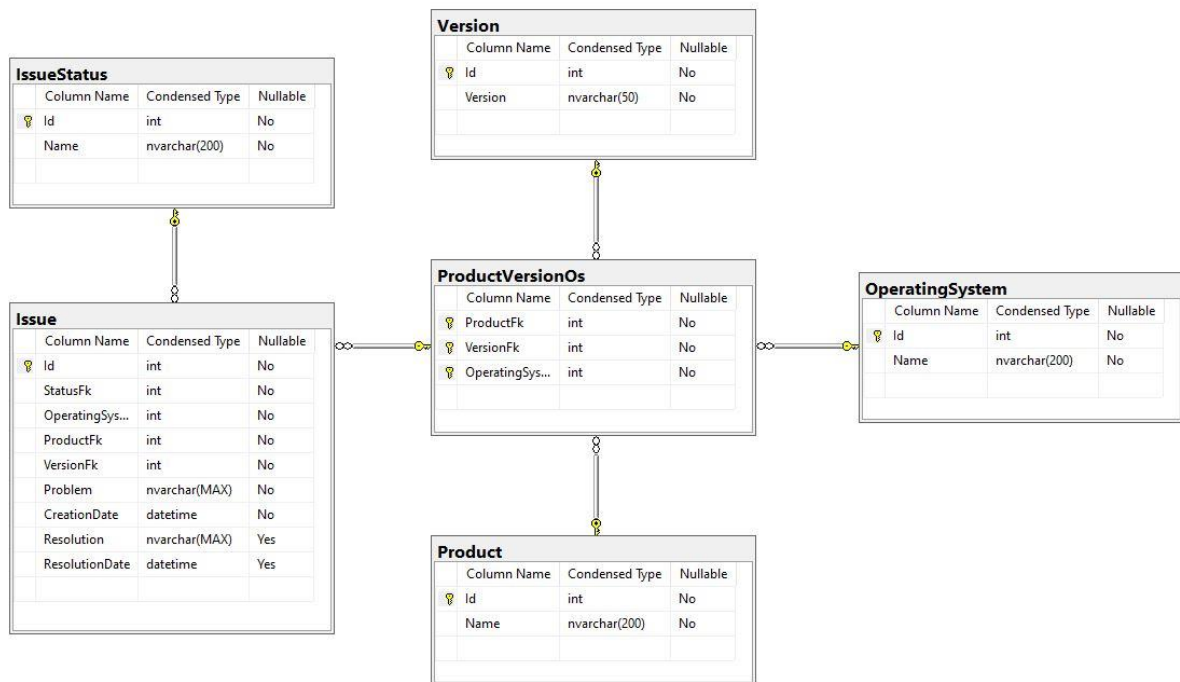 Version
Column Name Condensed Type Nullable
Id int No
Version nvarchar(50) No
IssueStatus
Column Name Condensed Type Nullable
Id int No
Name nvarchar(200) No
ProductVersionOs
Column Name Condensed Type Nullable
ProductFk int No
VersionFk int No
OperatingSys... int No
OperatingSystem
Column Name Condensed Type Nullable
Id int No
Name nvarchar(200) No
Issue
Column Name Condensed Type Nullable
Id int No
StatusFk int No
OperatingSys... int No
ProductFk int No
VersionFk int No
Problem nvarchar(MAX) No
CreationDate datetime No
Resolution nvarchar(MAX) Yes
ResolutionDate datetime Yes
Product
Column Name Condensed Type Nullable
Id int No
Name nvarchar(200) No